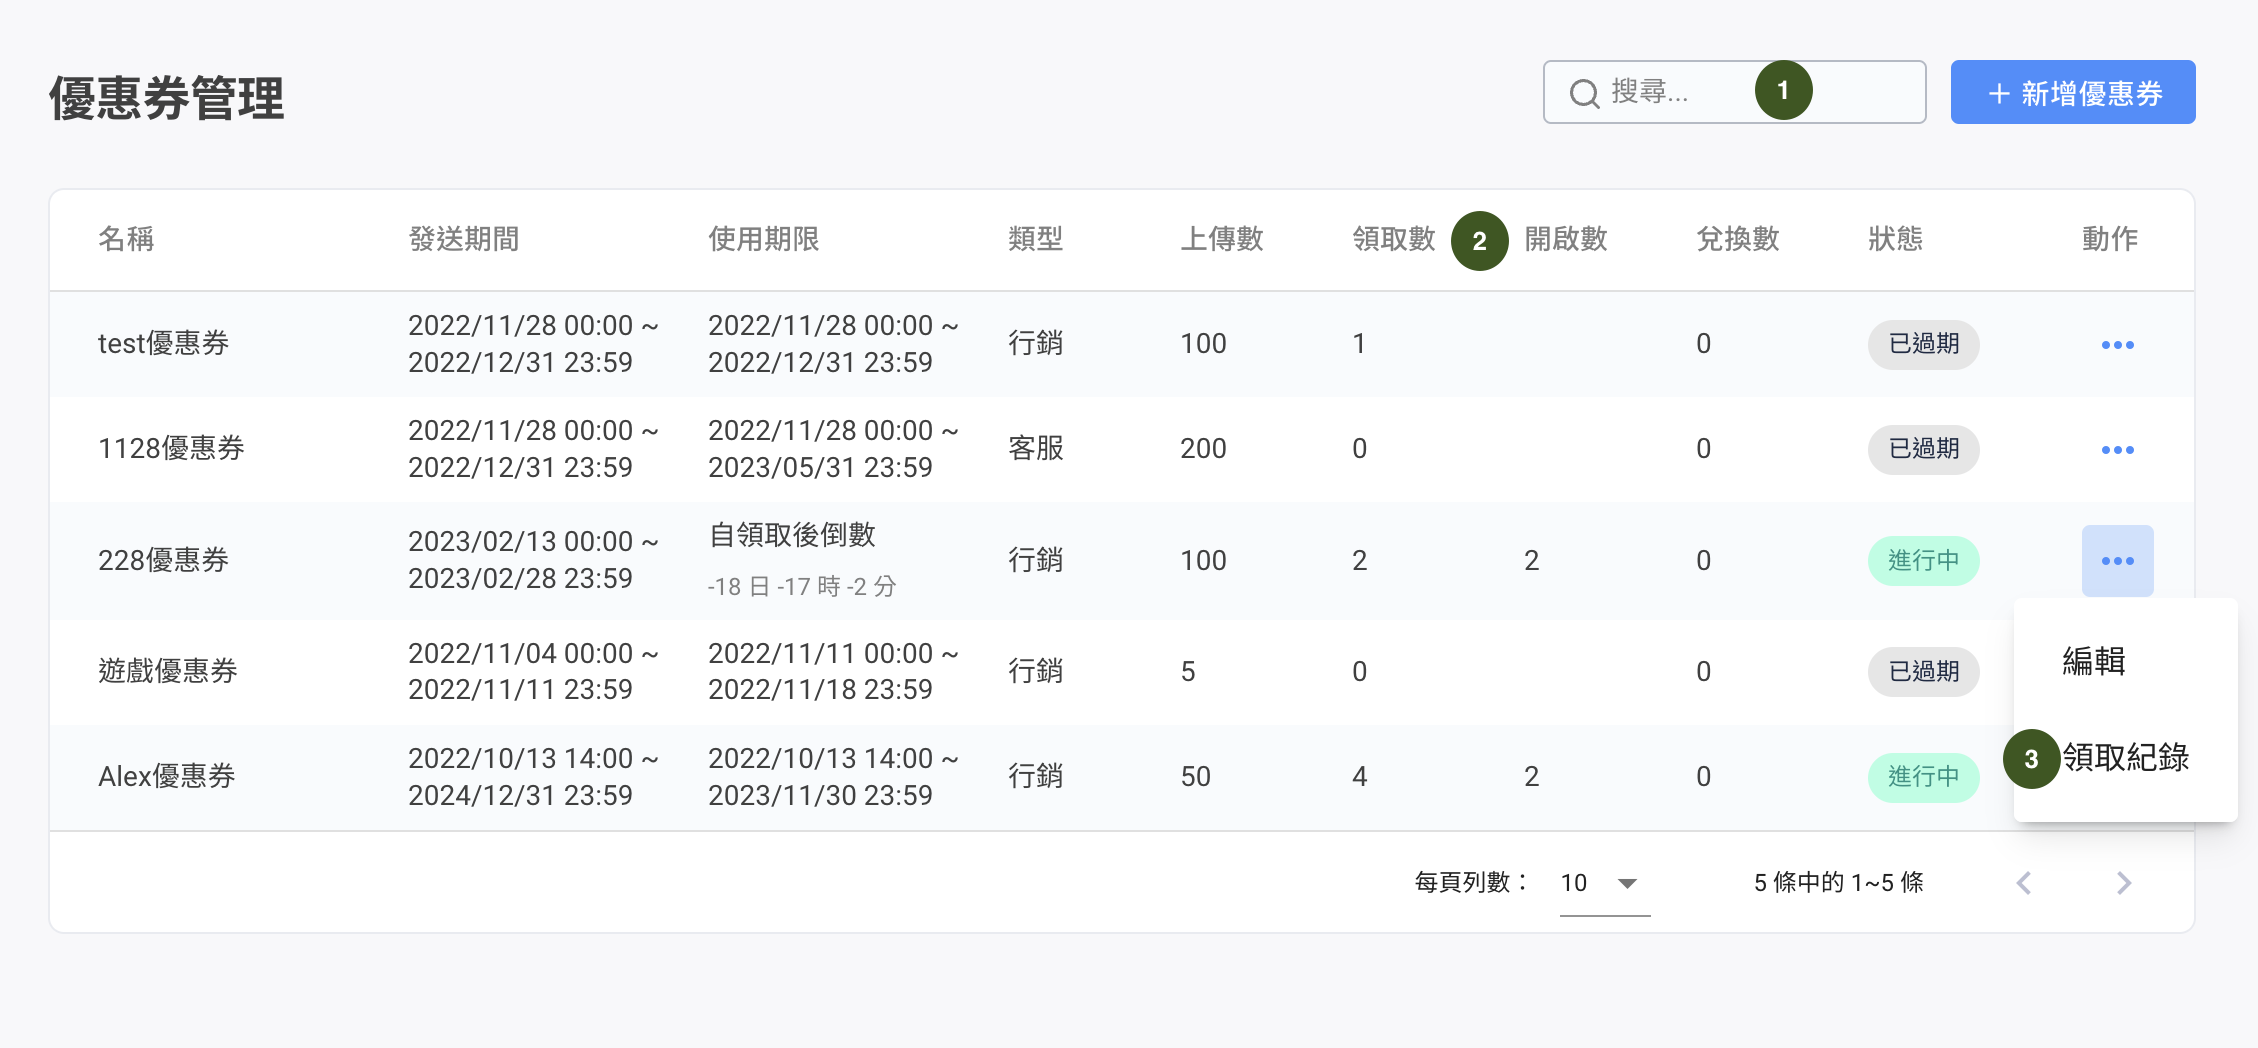 優惠券管理
搜尋...
1
+ 新增優惠券
名稱 發送期間 使用期限 類型 上傳數 領取數 2 開啟數 兌換數 狀態 動作
test優惠券 2022/11/28 00:00 ~ 2022/12/31 23:59 2022/11/28 00:00 ~ 2022/12/31 23:59 行銷 100 1 0 已過期
1128優惠券 2022/11/28 00:00 ~ 2022/12/31 23:59 2022/11/28 00:00 ~ 2023/05/31 23:59 客服 200 0 0 已過期
228優惠券 2023/02/13 00:00 ~ 2023/02/28 23:59 自領取後倒數 -18 日 -17 時 -2 分 行銷 100 2 2 0 進行中
遊戲優惠券 2022/11/04 00:00 ~ 2022/11/11 23:59 2022/11/11 00:00 ~ 2022/11/18 23:59 行銷 5 0 0 已過期
編輯
Alex優惠券 2022/10/13 14:00 ~ 2024/12/31 23:59 2022/10/13 14:00 ~ 2023/11/30 23:59 行銷 50 4 2 0 進行中
3 領取紀錄
每頁列數： 10 5 條中的 1~5 條